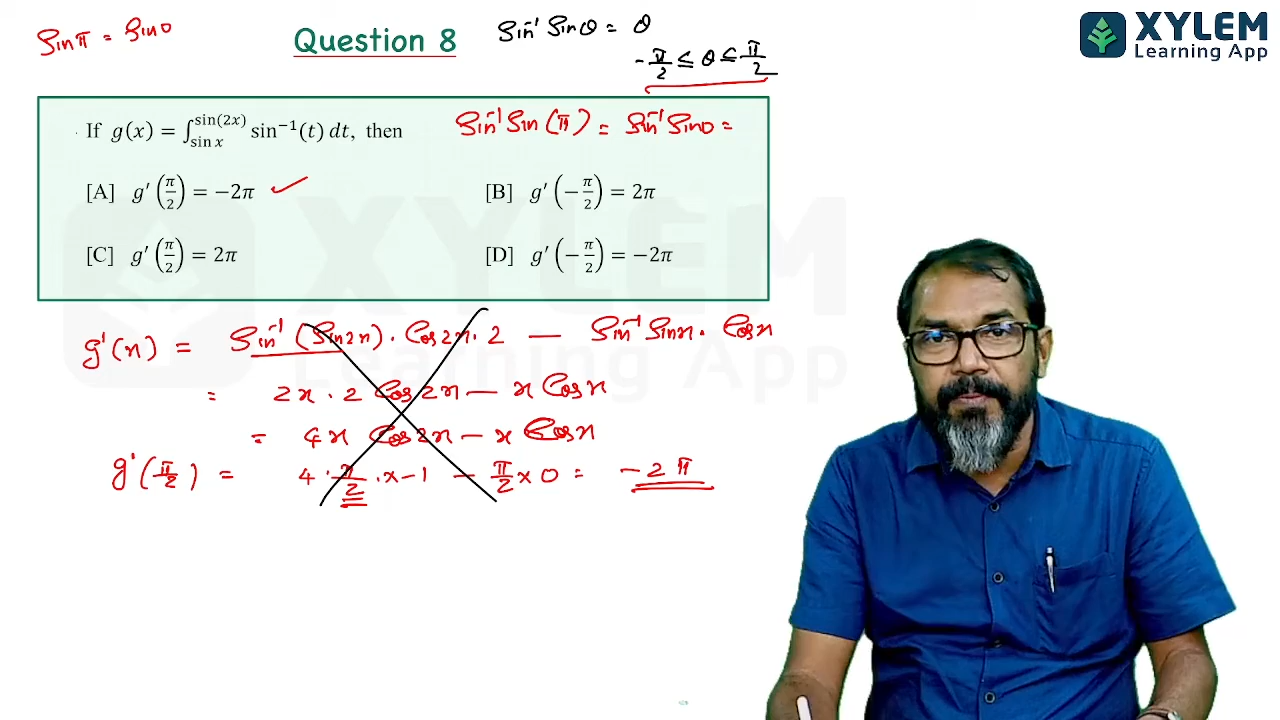 Sin π = Sin 0
Question 8
Sin⁻¹ Sin θ = θ
-π/2 ≤ θ ≤ π/2
XYLEM
Learning App
If g(x) = ∫_{sin x}^{sin(2x)} sin⁻¹(t) dt, then
Sin⁻¹ Sin (π) = Sin⁻¹ Sin 0 =
[A] g′(π/2) = −2π ✓
[B] g′(−π/2) = 2π
[C] g′(π/2) = 2π
[D] g′(−π/2) = −2π
XYLEM
Learning App
g'(x) = Sin⁻¹ (Sin 2x) · Cos 2x · 2 − Sin⁻¹ Sin x · Cos x
= 2x · 2 Cos 2x − x Cos x
= 4x Cos 2x − x Cos x
g'(π/2) = 4 · π/2 · x − 1 − π/2 x 0 = −2π